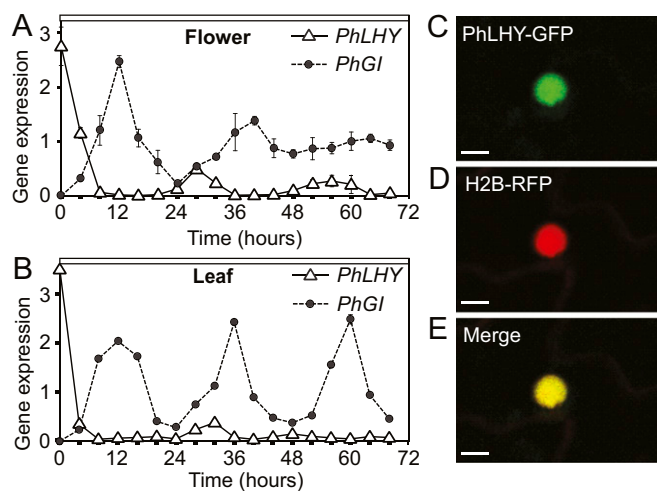 A
Flower
PhLHY
PhGI
Gene expression
3
2
1
0
0 12 24 36 48 60 72
Time (hours)
B
Leaf
PhLHY
PhGI
Gene expression
3
2
1
0
0 12 24 36 48 60 72
Time (hours)
C
PhLHY-GFP
D
H2B-RFP
E
Merge